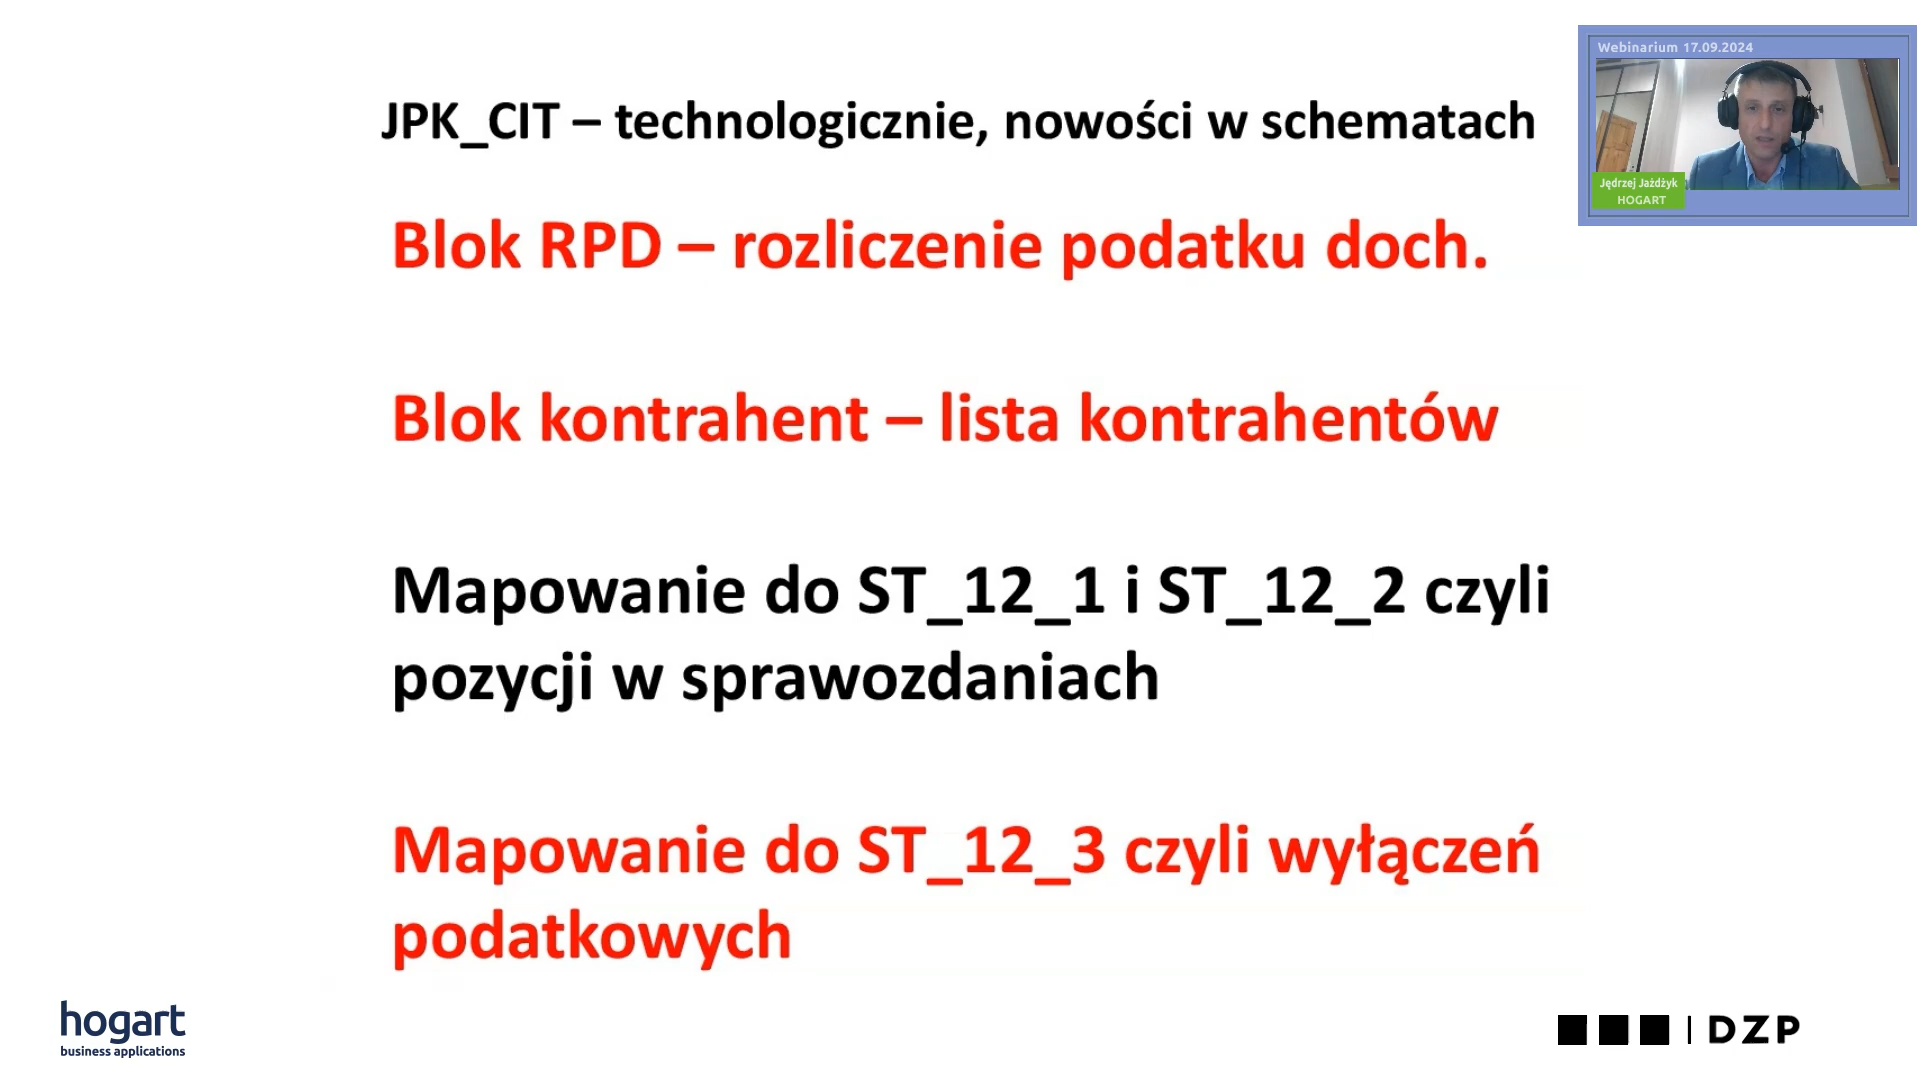 Webinarium 17.09.2024
JPK_CIT – technologicznie, nowości w schematach
Jędrzej Jażdżyk
HOGART
Blok RPD – rozliczenie podatku doch.
Blok kontrahent – lista kontrahentów
Mapowanie do ST_12_1 i ST_12_2 czyli
pozycji w sprawozdaniach
Mapowanie do ST_12_3 czyli wyłączeń
podatkowych
hogart
business applications
DZP